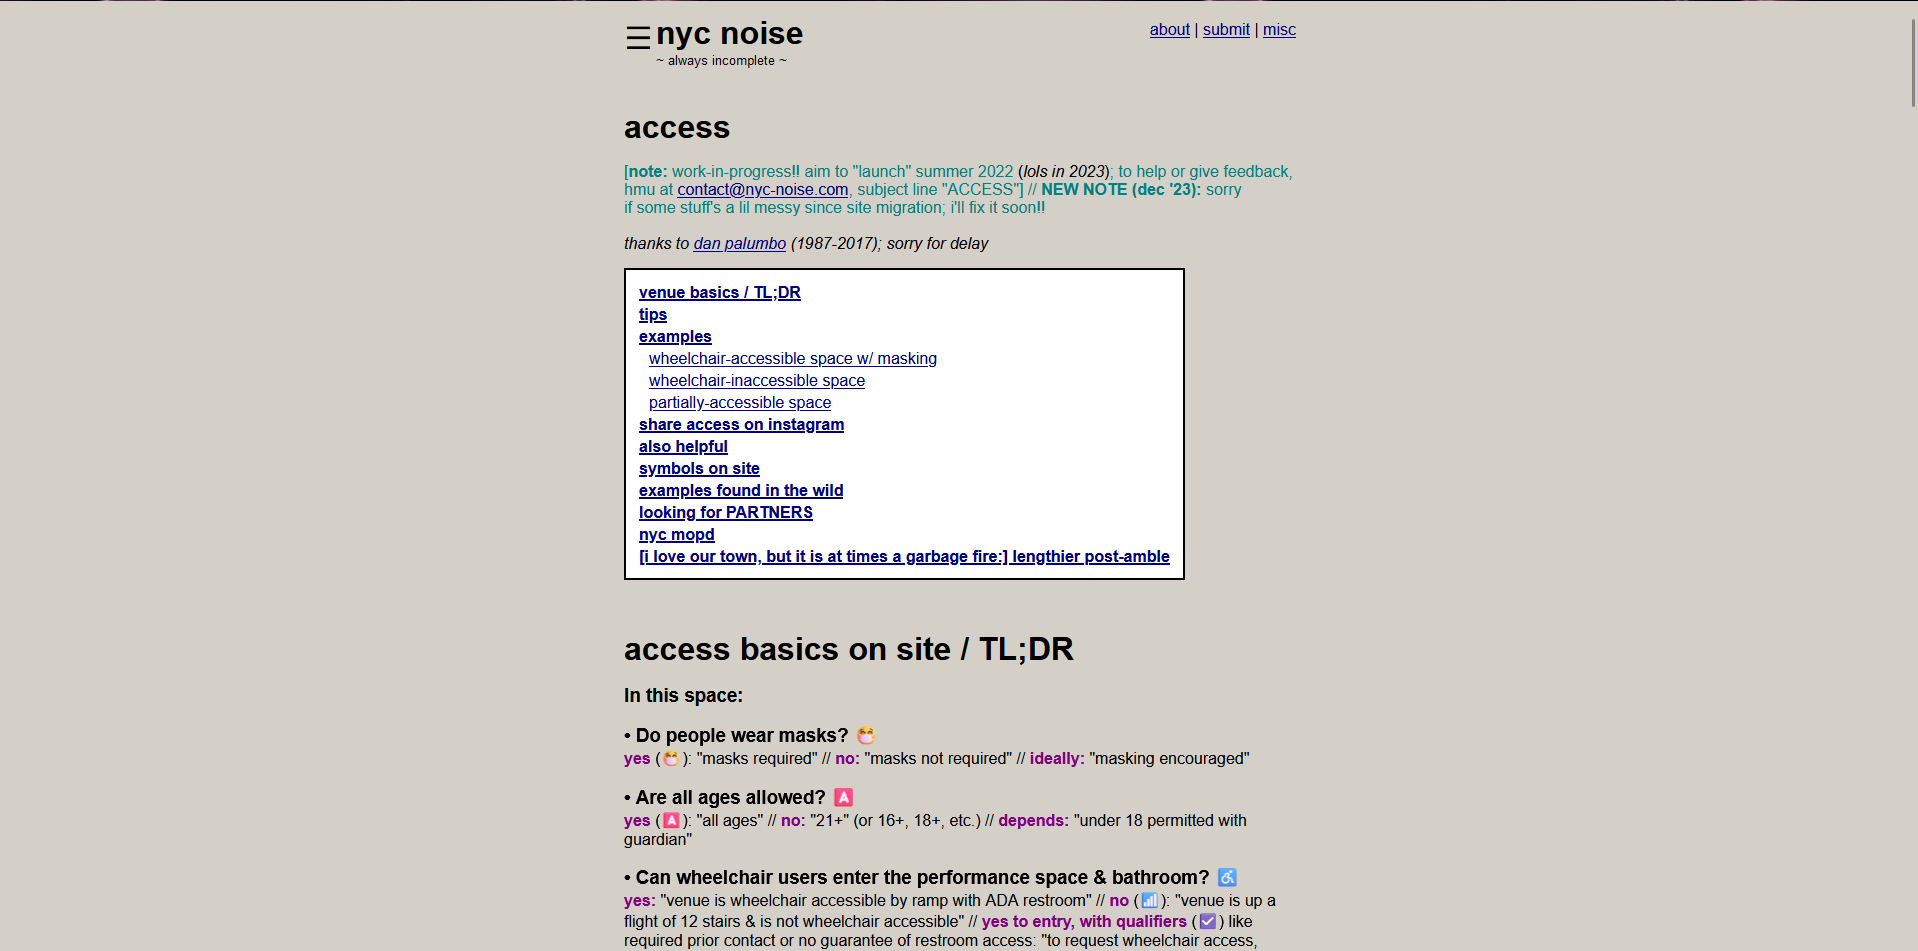 ☰ nyc noise
~ always incomplete ~
about | submit | misc
access
[note: work-in-progress!! aim to "launch" summer 2022 (lols in 2023); to help or give feedback,
hmu at contact@nyc-noise.com, subject line "ACCESS"] // NEW NOTE (dec '23): sorry
if some stuff's a lil messy since site migration; i'll fix it soon!!
thanks to dan palumbo (1987-2017); sorry for delay
venue basics / TL;DR
tips
examples
wheelchair-accessible space w/ masking
wheelchair-inaccessible space
partially-accessible space
share access on instagram
also helpful
symbols on site
examples found in the wild
looking for PARTNERS
nyc mopd
[i love our town, but it is at times a garbage fire:] lengthier post-amble
access basics on site / TL;DR
In this space:
• Do people wear masks? 😷
yes (😷): "masks required" // no: "masks not required" // ideally: "masking encouraged"
• Are all ages allowed? 🅰
yes (🅰): "all ages" // no: "21+" (or 16+, 18+, etc.) // depends: "under 18 permitted with
guardian"
• Can wheelchair users enter the performance space & bathroom? ♿
yes: "venue is wheelchair accessible by ramp with ADA restroom" // no (📶): "venue is up a
flight of 12 stairs & is not wheelchair accessible" // yes to entry, with qualifiers (☑) like
required prior contact or no guarantee of restroom access: "to request wheelchair access,